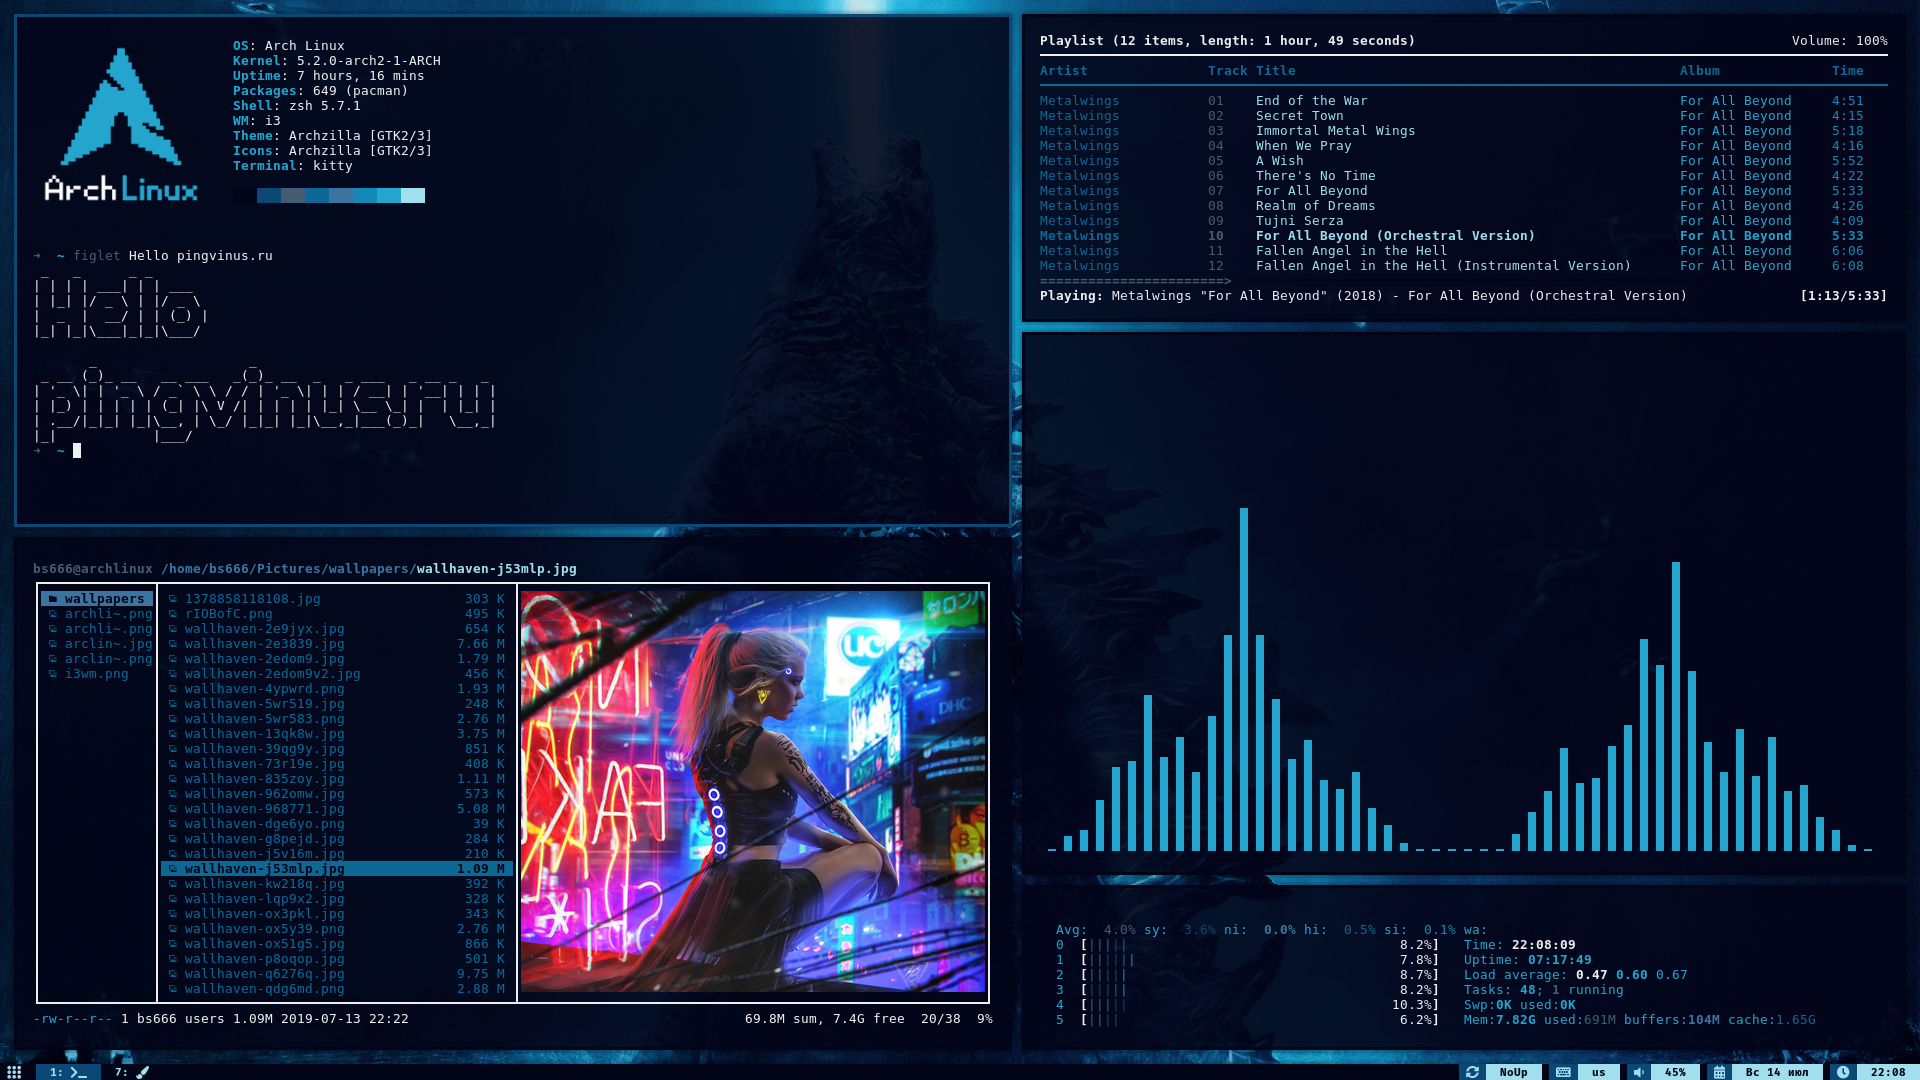 OS: Arch Linux
Kernel: 5.2.0-arch2-1-ARCH
Uptime: 7 hours, 16 mins
Packages: 649 (pacman)
Shell: zsh 5.7.1
WM: i3
Theme: Archzilla [GTK2/3]
Icons: Archzilla [GTK2/3]
Terminal: kitty
Arch Linux
➜ ~ figlet Hello pingvinus.ru
Hello
pingvinus.ru
➜ ~
Playlist (12 items, length: 1 hour, 49 seconds) Volume: 100%
Artist Track Title Album Time
Metalwings 01 End of the War For All Beyond 4:51
Metalwings 02 Secret Town For All Beyond 4:15
Metalwings 03 Immortal Metal Wings For All Beyond 5:18
Metalwings 04 When We Pray For All Beyond 4:16
Metalwings 05 A Wish For All Beyond 5:52
Metalwings 06 There's No Time For All Beyond 4:22
Metalwings 07 For All Beyond For All Beyond 5:33
Metalwings 08 Realm of Dreams For All Beyond 4:26
Metalwings 09 Tujni Serza For All Beyond 4:09
Metalwings 10 For All Beyond (Orchestral Version) For All Beyond 5:33
Metalwings 11 Fallen Angel in the Hell For All Beyond 6:06
Metalwings 12 Fallen Angel in the Hell (Instrumental Version) For All Beyond 6:08
=======================>
Playing: Metalwings "For All Beyond" (2018) - For All Beyond (Orchestral Version) [1:13/5:33]
bs666@archlinux /home/bs666/Pictures/wallpapers/wallhaven-j53mlp.jpg
wallpapers
archli~.png
archli~.png
arclin~.jpg
arclin~.png
i3wm.png
1378858118108.jpg 303 K
rIOBofC.png 495 K
wallhaven-2e9jyx.jpg 654 K
wallhaven-2e3839.jpg 7.66 M
wallhaven-2edom9.jpg 1.79 M
wallhaven-2edom9v2.jpg 456 K
wallhaven-4ypwrd.png 1.93 M
wallhaven-5wr519.jpg 248 K
wallhaven-5wr583.png 2.76 M
wallhaven-13qk8w.jpg 3.75 M
wallhaven-39qg9y.jpg 851 K
wallhaven-73r19e.jpg 408 K
wallhaven-835zoy.jpg 1.11 M
wallhaven-962omw.jpg 573 K
wallhaven-968771.jpg 5.08 M
wallhaven-dge6yo.png 39 K
wallhaven-g8pejd.jpg 284 K
wallhaven-j5v16m.jpg 210 K
wallhaven-j53mlp.jpg 1.09 M
wallhaven-kw218q.jpg 392 K
wallhaven-lqp9x2.jpg 328 K
wallhaven-ox3pkl.jpg 343 K
wallhaven-ox5y39.png 2.76 M
wallhaven-ox51g5.jpg 866 K
wallhaven-p8oqop.jpg 501 K
wallhaven-q6276q.jpg 9.75 M
wallhaven-qdg6md.png 2.88 M
UC
DHC
-rw-r--r-- 1 bs666 users 1.09M 2019-07-13 22:22 69.8M sum, 7.4G free 20/38 9%
Avg: 4.0% sy: 3.6% ni: 0.0% hi: 0.5% si: 0.1% wa:
0 [||||| 8.2%]
1 [|||||| 7.8%]
2 [||||| 8.7%]
3 [||||| 8.2%]
4 [||||| 10.3%]
5 [|||| 6.2%]
Time: 22:08:09
Uptime: 07:17:49
Load average: 0.47 0.60 0.67
Tasks: 48; 1 running
Swp:0K used:0K
Mem:7.82G used:691M buffers:104M cache:1.65G
1: 7: NoUp us 45% Вс 14 июл 22:08